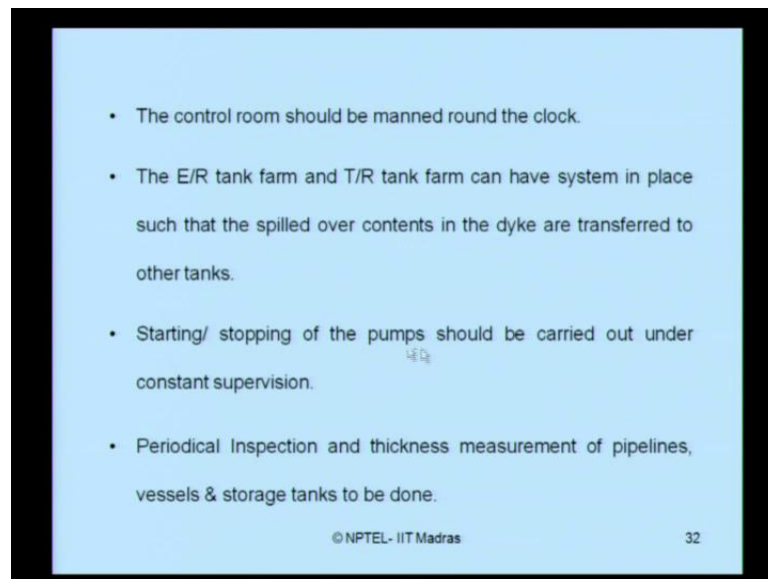 • The control room should be manned round the clock.
• The E/R tank farm and T/R tank farm can have system in place
such that the spilled over contents in the dyke are transferred to
other tanks.
• Starting/ stopping of the pumps should be carried out under
constant supervision.
• Periodical Inspection and thickness measurement of pipelines,
vessels & storage tanks to be done.
© NPTEL- IIT Madras 32